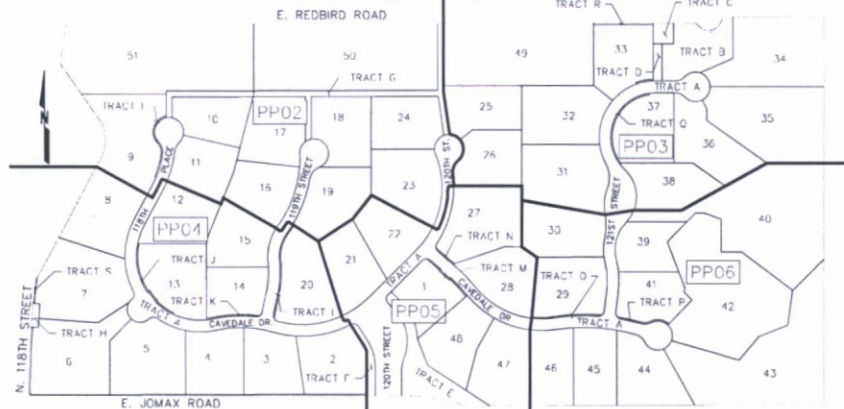 TRACT R
TRACT C
E. REDBIRD ROAD
51
50
49
33
TRACT B
34
TRACT D
TRACT G
TRACT A
TRACT I
10
PP02
17
18
24
25
32
37
TRACT Q
35
PP03
36
9
11
PLACE
119TH STREET
120TH ST.
26
31
38
8
12
118TH
16
19
23
27
STREET
121ST
40
PP04
15
22
TRACT N
30
39
TRACT J
21
TRACT M
TRACT O
PP06
TRACT S
7
13
14
20
TRACT A
1
28
29
41
TRACT P
42
TRACT K
PP05
CAVEDALE DR
TRACT A
CAVEDALE DR.
TRACT A
TRACT H
N. 118TH STREET
6
5
4
3
2
120TH STREET
48
47
46
45
44
43
TRACT F
TRACT E
E. JOMAX ROAD
N